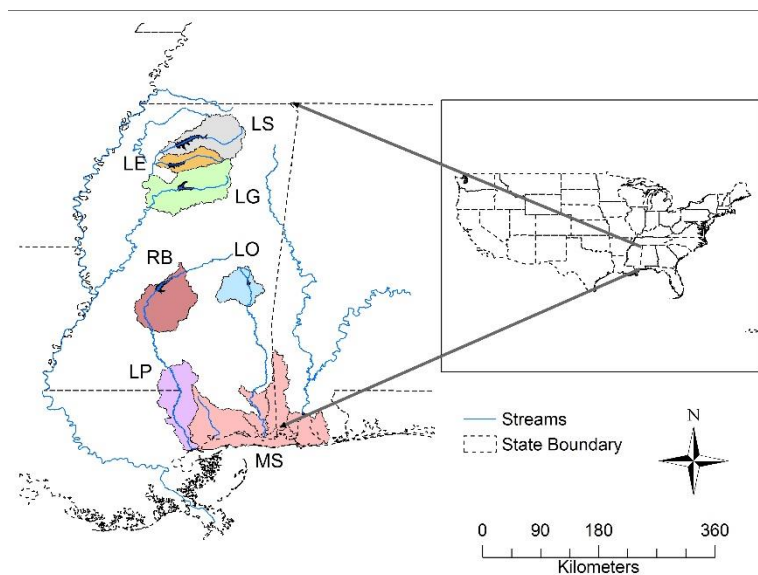 LS
LE
LG
RB
LO
LP
MS
Streams
State Boundary
N
0 90 180 360
Kilometers